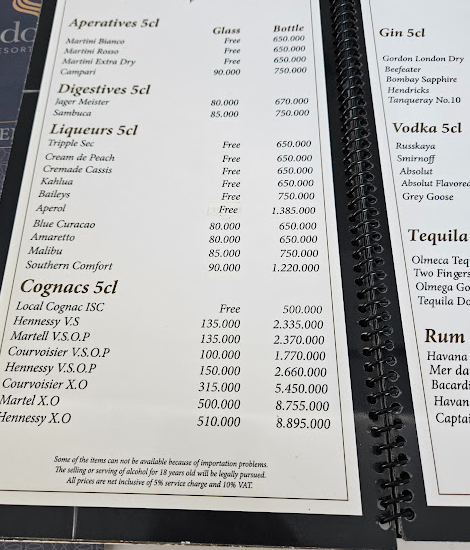 Aperatives 5cl Glass Bottle
Martini Bianco Free 650.000
Martini Rosso Free 650.000
Martini Extra Dry Free 650.000
Campari 90.000 750.000
Digestives 5cl
Jager Meister 80.000 670.000
Sambuca 85.000 750.000
Liqueurs 5cl
Tripple Sec Free 650.000
Cream de Peach Free 650.000
Cremade Cassis Free 650.000
Kahlua Free 650.000
Baileys Free 750.000
Aperol Free 1.385.000
Blue Curacao 80.000 650.000
Amaretto 80.000 650.000
Malibu 85.000 750.000
Southern Comfort 90.000 1.220.000
Cognacs 5cl
Local Cognac ISC Free 500.000
Hennessy V.S 135.000 2.335.000
Martell V.S.O.P 135.000 2.370.000
Courvoisier V.S.O.P 100.000 1.770.000
Hennessy V.S.O.P 150.000 2.660.000
Courvoisier X.O 315.000 5.450.000
Martel X.O 500.000 8.755.000
Hennessy X.O 510.000 8.895.000
Some of the items can not be available because of importation problems.
The selling or serving of alcohol for 18 years old will be legally pursued.
All prices are net inclusive of 5% service charge and 10% VAT.
Gin 5cl
Gordon London Dry
Beefeater
Bombay Sapphire
Hendricks
Tanqueray No.10
Vodka 5cl
Russkaya
Smirnoff
Absolut
Absolut Flavored
Grey Goose
Tequila
Olmeca Teq
Two Fingers
Olmega Go
Tequila Do
Rum
Havana
Mer da
Bacardi
Havan
Captai